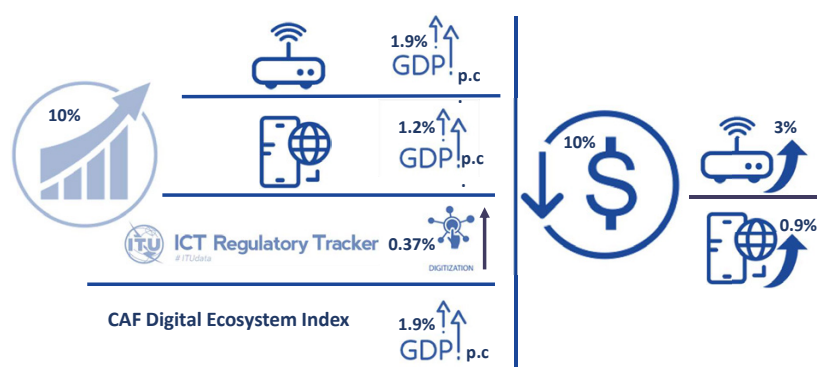 10%
1.9%
GDP
p.c
.
1.2%
GDP
p.c
.
ITU
ICT Regulatory Tracker
# ITUdata
0.37%
DIGITIZATION
CAF Digital Ecosystem Index
1.9%
GDP
p.c
10%
$
3%
0.9%